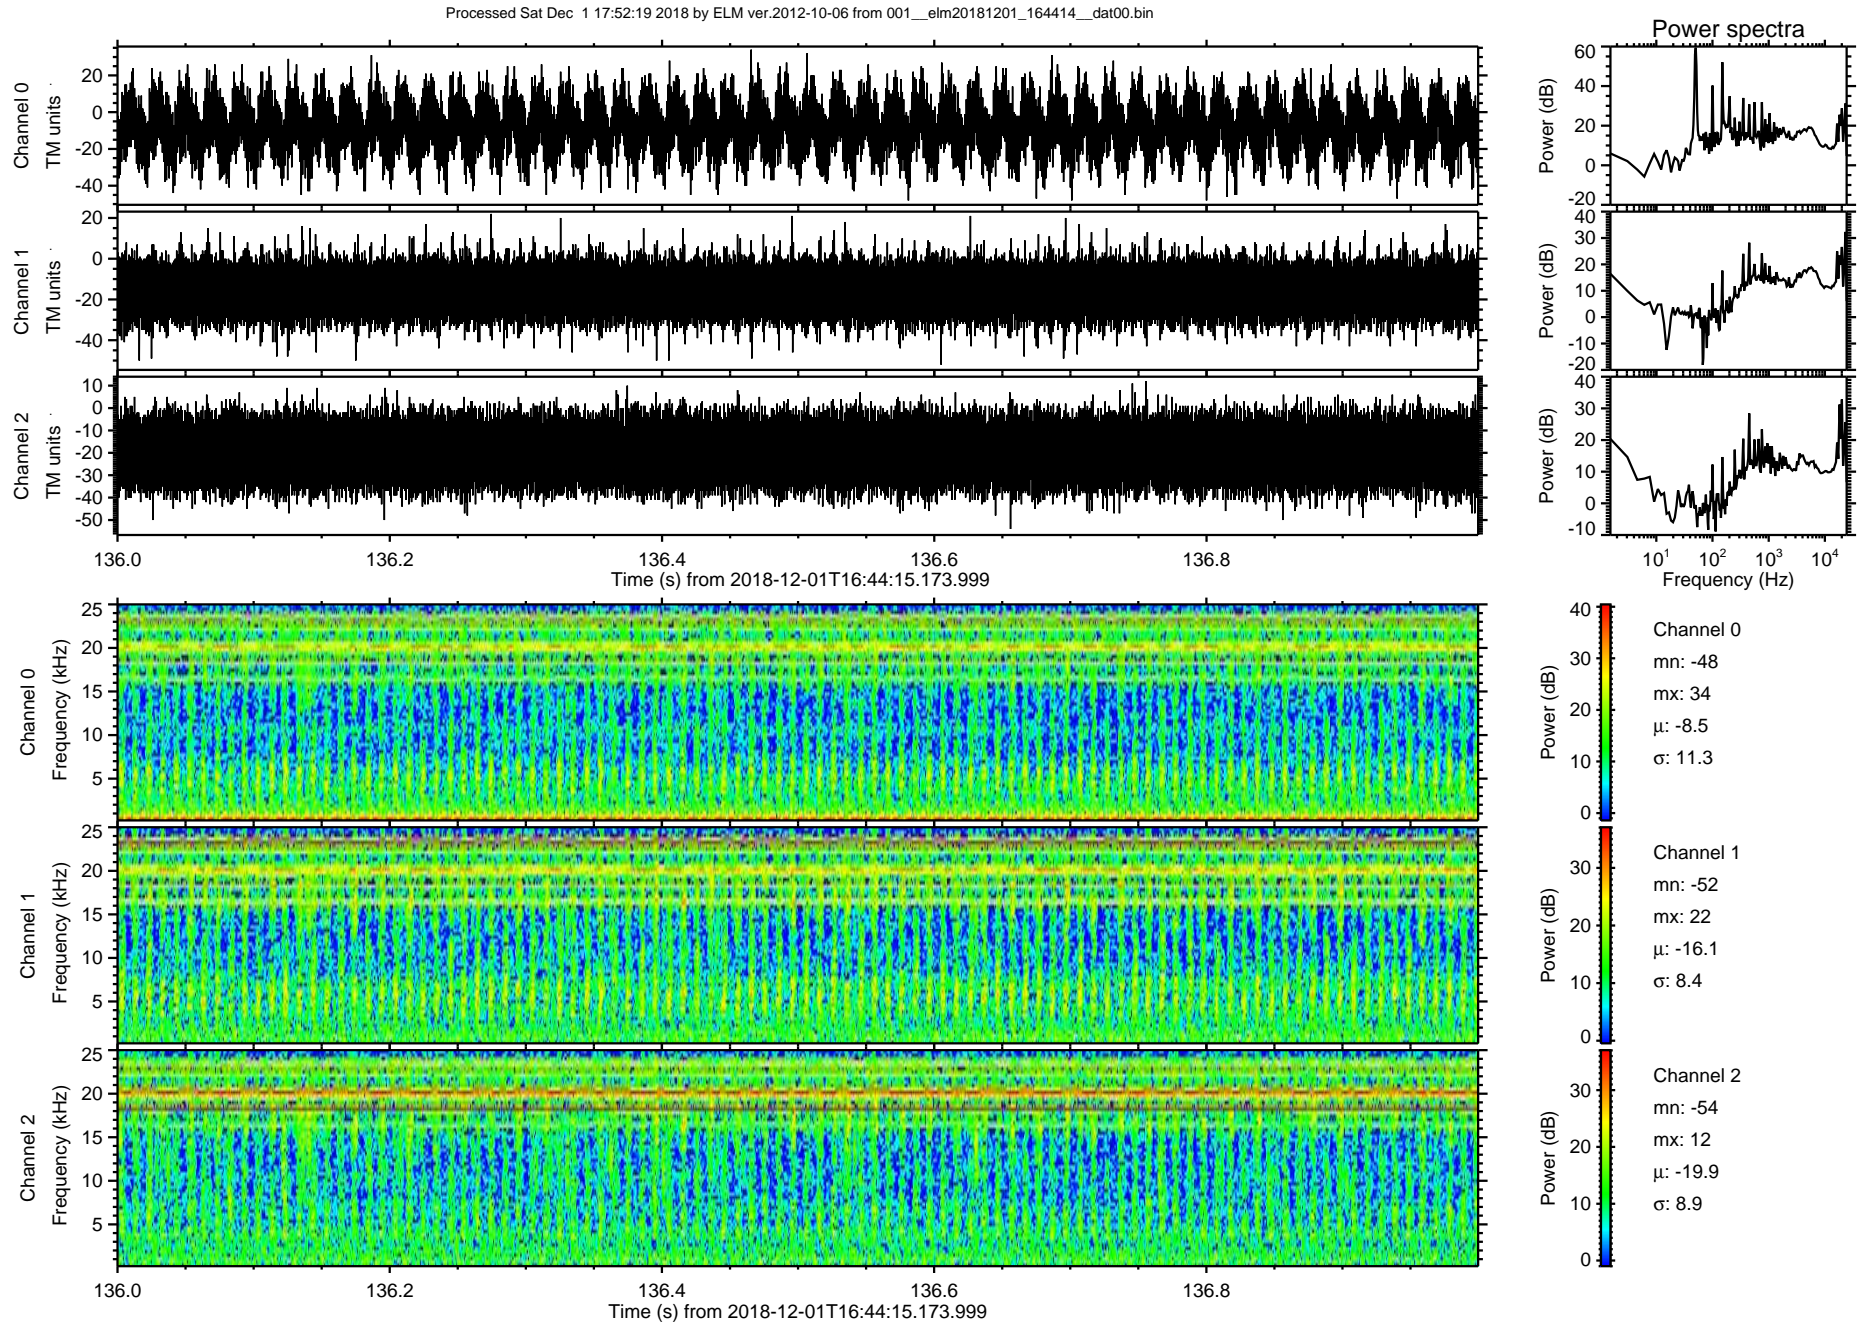 Processed Sat Dec  1 17:52:19 2018 by ELM ver.2012-10-06 from 001__elm20181201_164414__dat00.bin
Power spectra
Channel 0
TM units
20
0
-20
-40
Power (dB)
60
40
20
0
-20
Channel 1
TM units
20
0
-20
-40
Power (dB)
40
30
20
10
0
-10
-20
Channel 2
TM units
10
0
-10
-20
-30
-40
-50
Power (dB)
40
30
20
10
0
-10
136.0 136.2 136.4 136.6 136.8
Time (s) from 2018-12-01T16:44:15.173.999
10¹ 10² 10³ 10⁴
Frequency (Hz)
Channel 0
Frequency (kHz)
25
20
15
10
5
Power (dB)
40
30
20
10
0
Channel 0
mn: -48
mx: 34
μ: -8.5
σ: 11.3
Channel 1
Frequency (kHz)
25
20
15
10
5
Power (dB)
30
20
10
0
Channel 1
mn: -52
mx: 22
μ: -16.1
σ: 8.4
Channel 2
Frequency (kHz)
25
20
15
10
5
Power (dB)
30
20
10
0
Channel 2
mn: -54
mx: 12
μ: -19.9
σ: 8.9
136.0 136.2 136.4 136.6 136.8
Time (s) from 2018-12-01T16:44:15.173.999